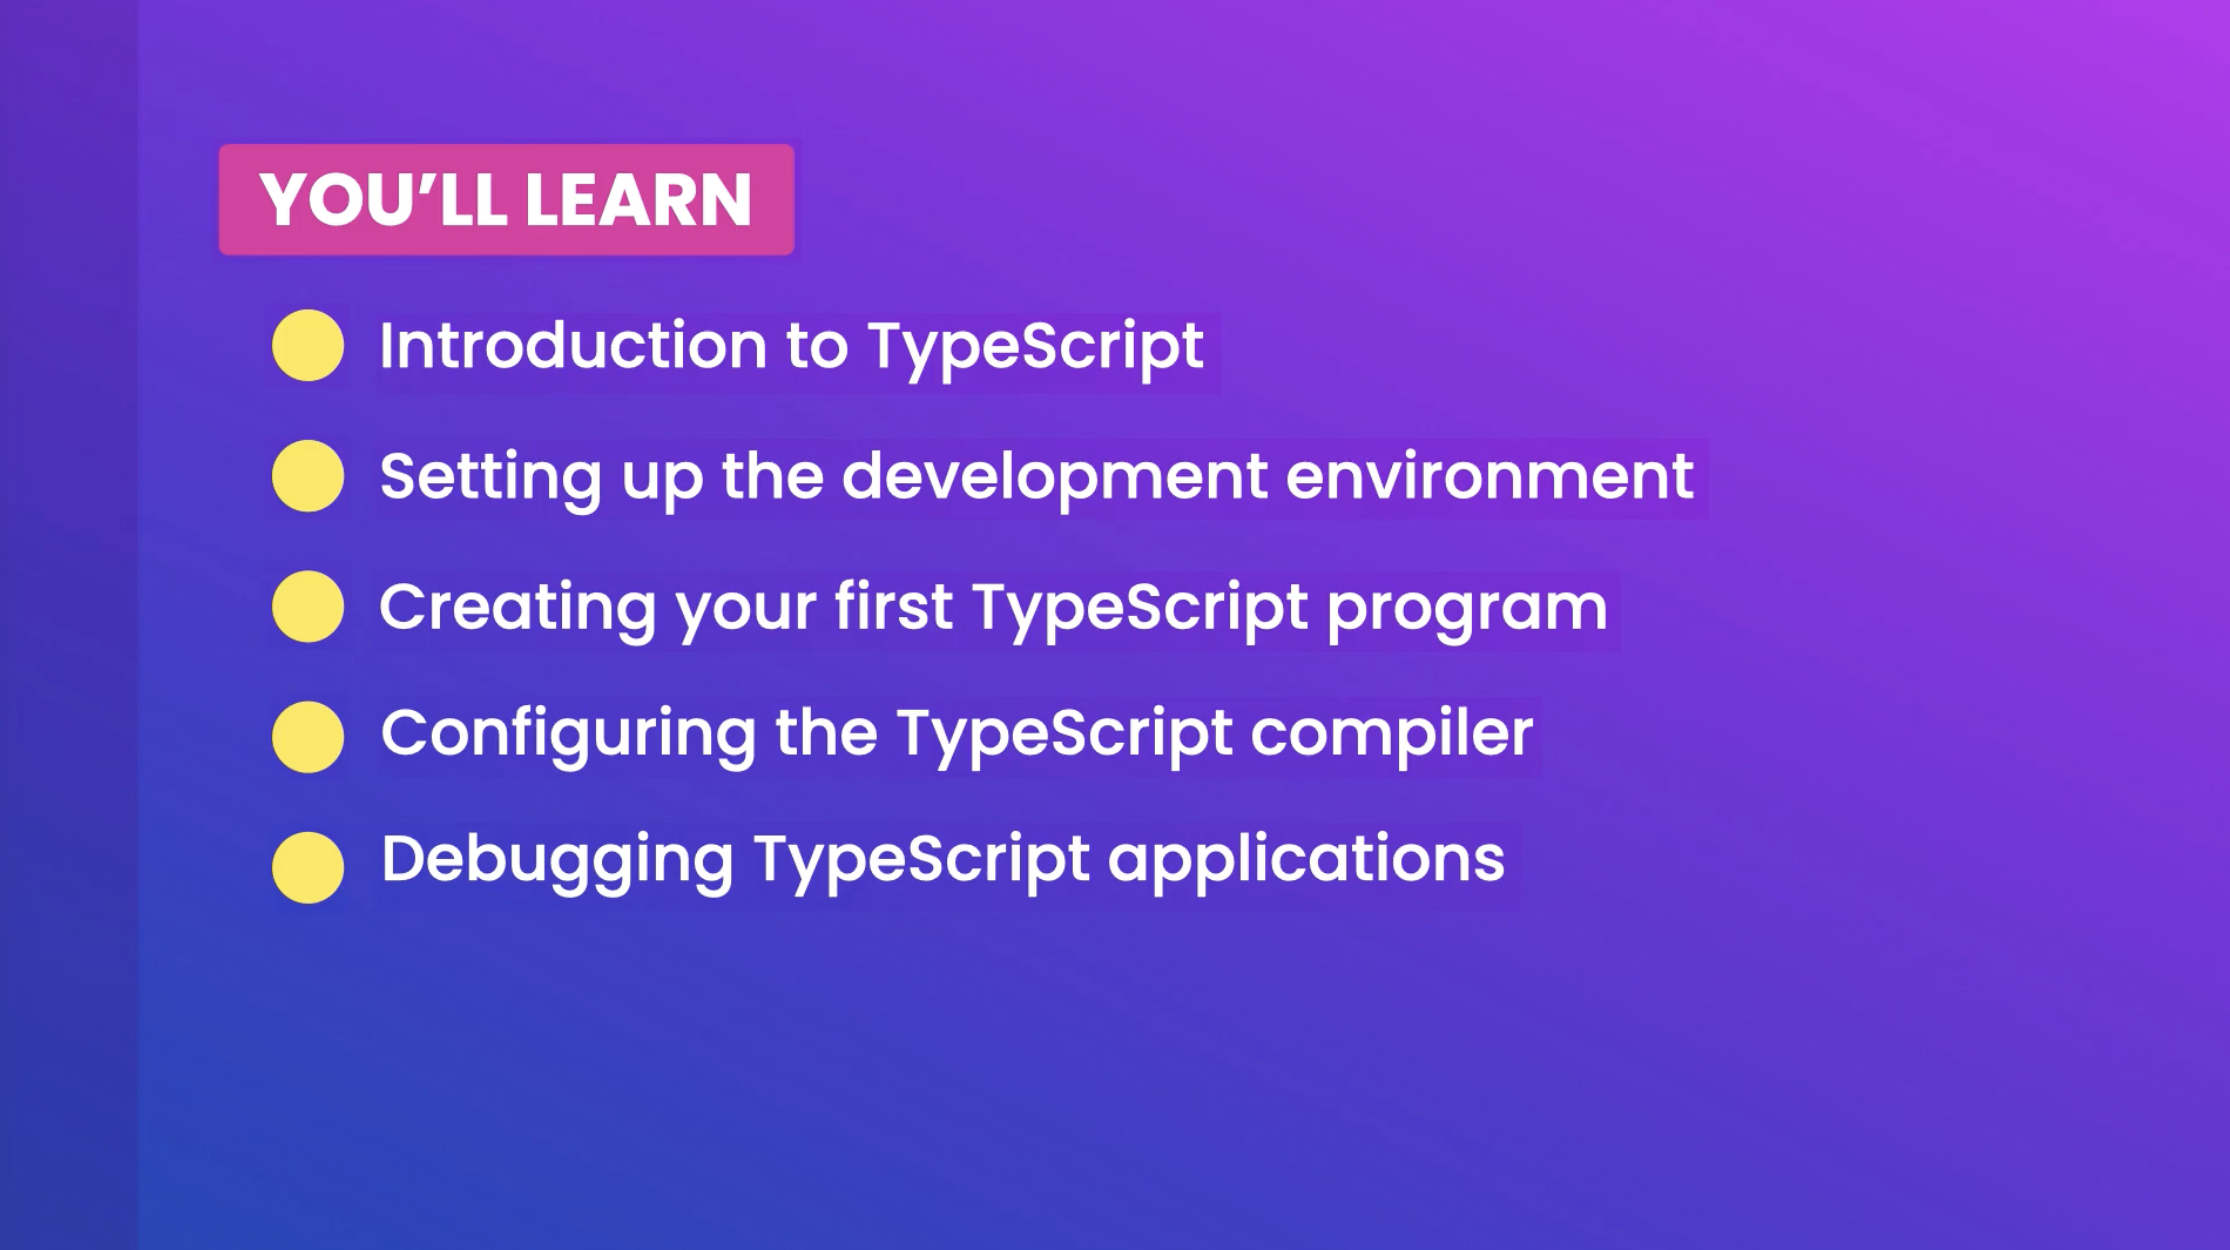 YOU'LL LEARN
Introduction to TypeScript
Setting up the development environment
Creating your first TypeScript program
Configuring the TypeScript compiler
Debugging TypeScript applications